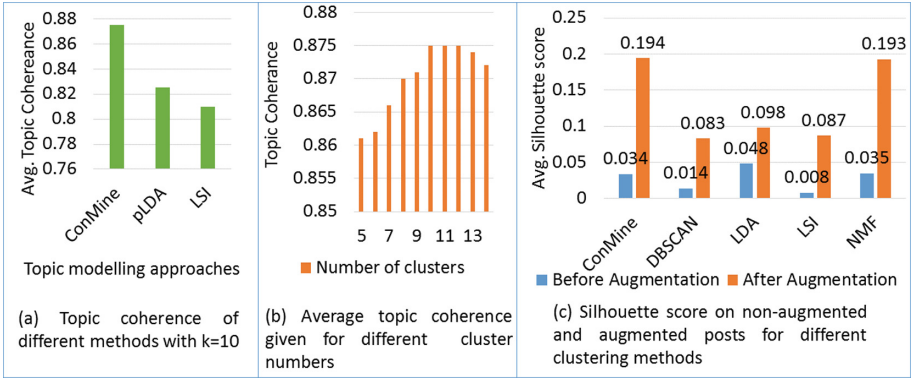 0.88
0.86
0.84
0.82
0.8
0.78
0.76
Avg. Topic Cohereance
ConMine
pLDA
LSI
Topic modelling approaches
(a) Topic coherence of
different methods with k=10
0.88
0.875
0.87
0.865
0.86
0.855
0.85
Topic Coherance
5 7 9 11 13
Number of clusters
(b) Average topic coherence
given for different cluster
numbers
0.25
0.2
0.15
0.1
0.05
0
Avg. Silhouette score
0.034
0.194
0.014
0.083
0.048
0.098
0.008
0.087
0.035
0.193
ConMine
DBSCAN
LDA
LSI
NMF
Before Augmentation After Augmentation
(c) Silhouette score on non-augmented
and augmented posts for different
clustering methods